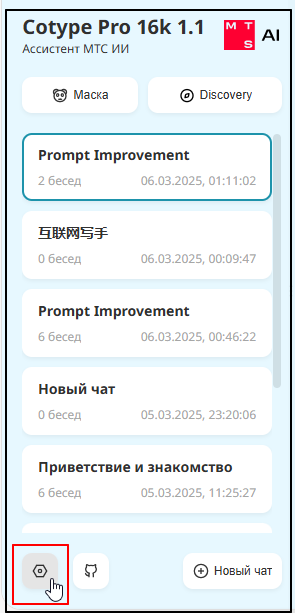 Cotype Pro 16k 1.1
Ассистент МТС ИИ
MTS AI
Маска
Discovery
Prompt Improvement
2 бесед 06.03.2025, 01:11:02
互联网写手
0 бесед 06.03.2025, 00:09:47
Prompt Improvement
6 бесед 06.03.2025, 00:46:22
Новый чат
0 бесед 05.03.2025, 23:20:06
Приветствие и знакомство
6 бесед 05.03.2025, 11:25:27
Новый чат